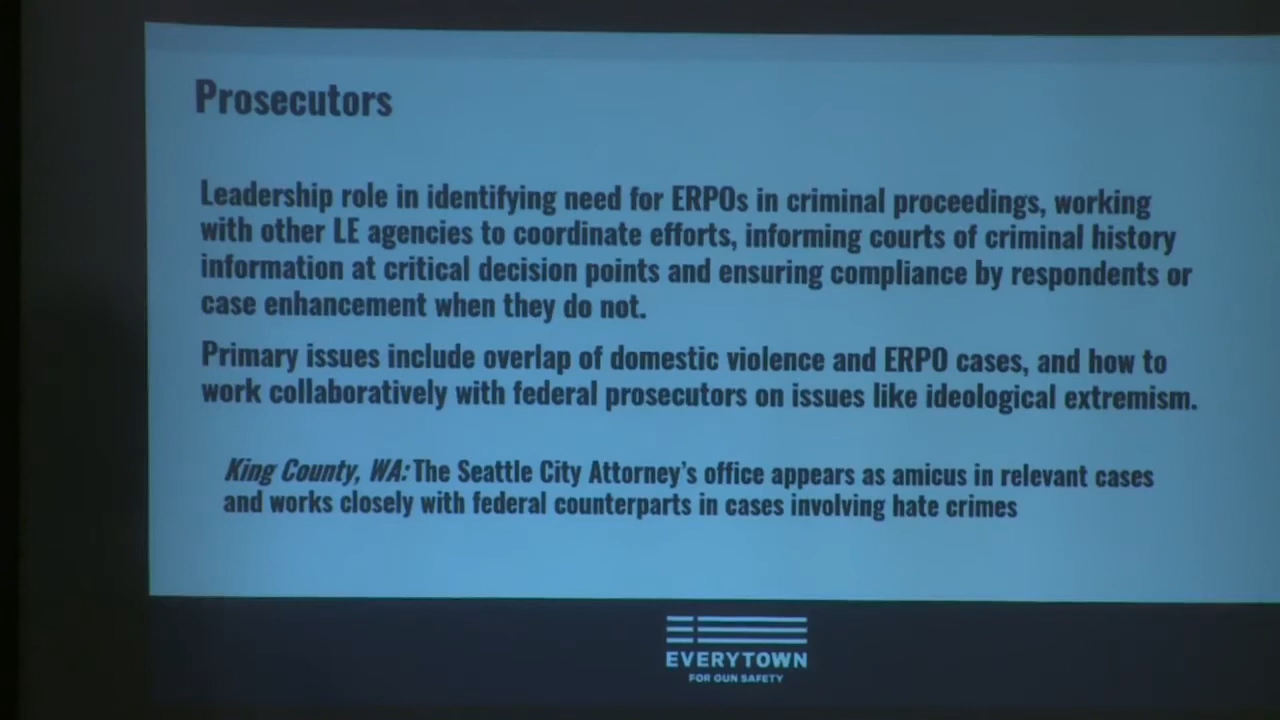 Prosecutors
Leadership role in identifying need for ERPOs in criminal proceedings, working
with other LE agencies to coordinate efforts, informing courts of criminal history
information at critical decision points and ensuring compliance by respondents or
case enhancement when they do not.
Primary issues include overlap of domestic violence and ERPO cases, and how to
work collaboratively with federal prosecutors on issues like ideological extremism.
King County, WA: The Seattle City Attorney's office appears as amicus in relevant cases
and works closely with federal counterparts in cases involving hate crimes
EVERYTOWN
FOR GUN SAFETY